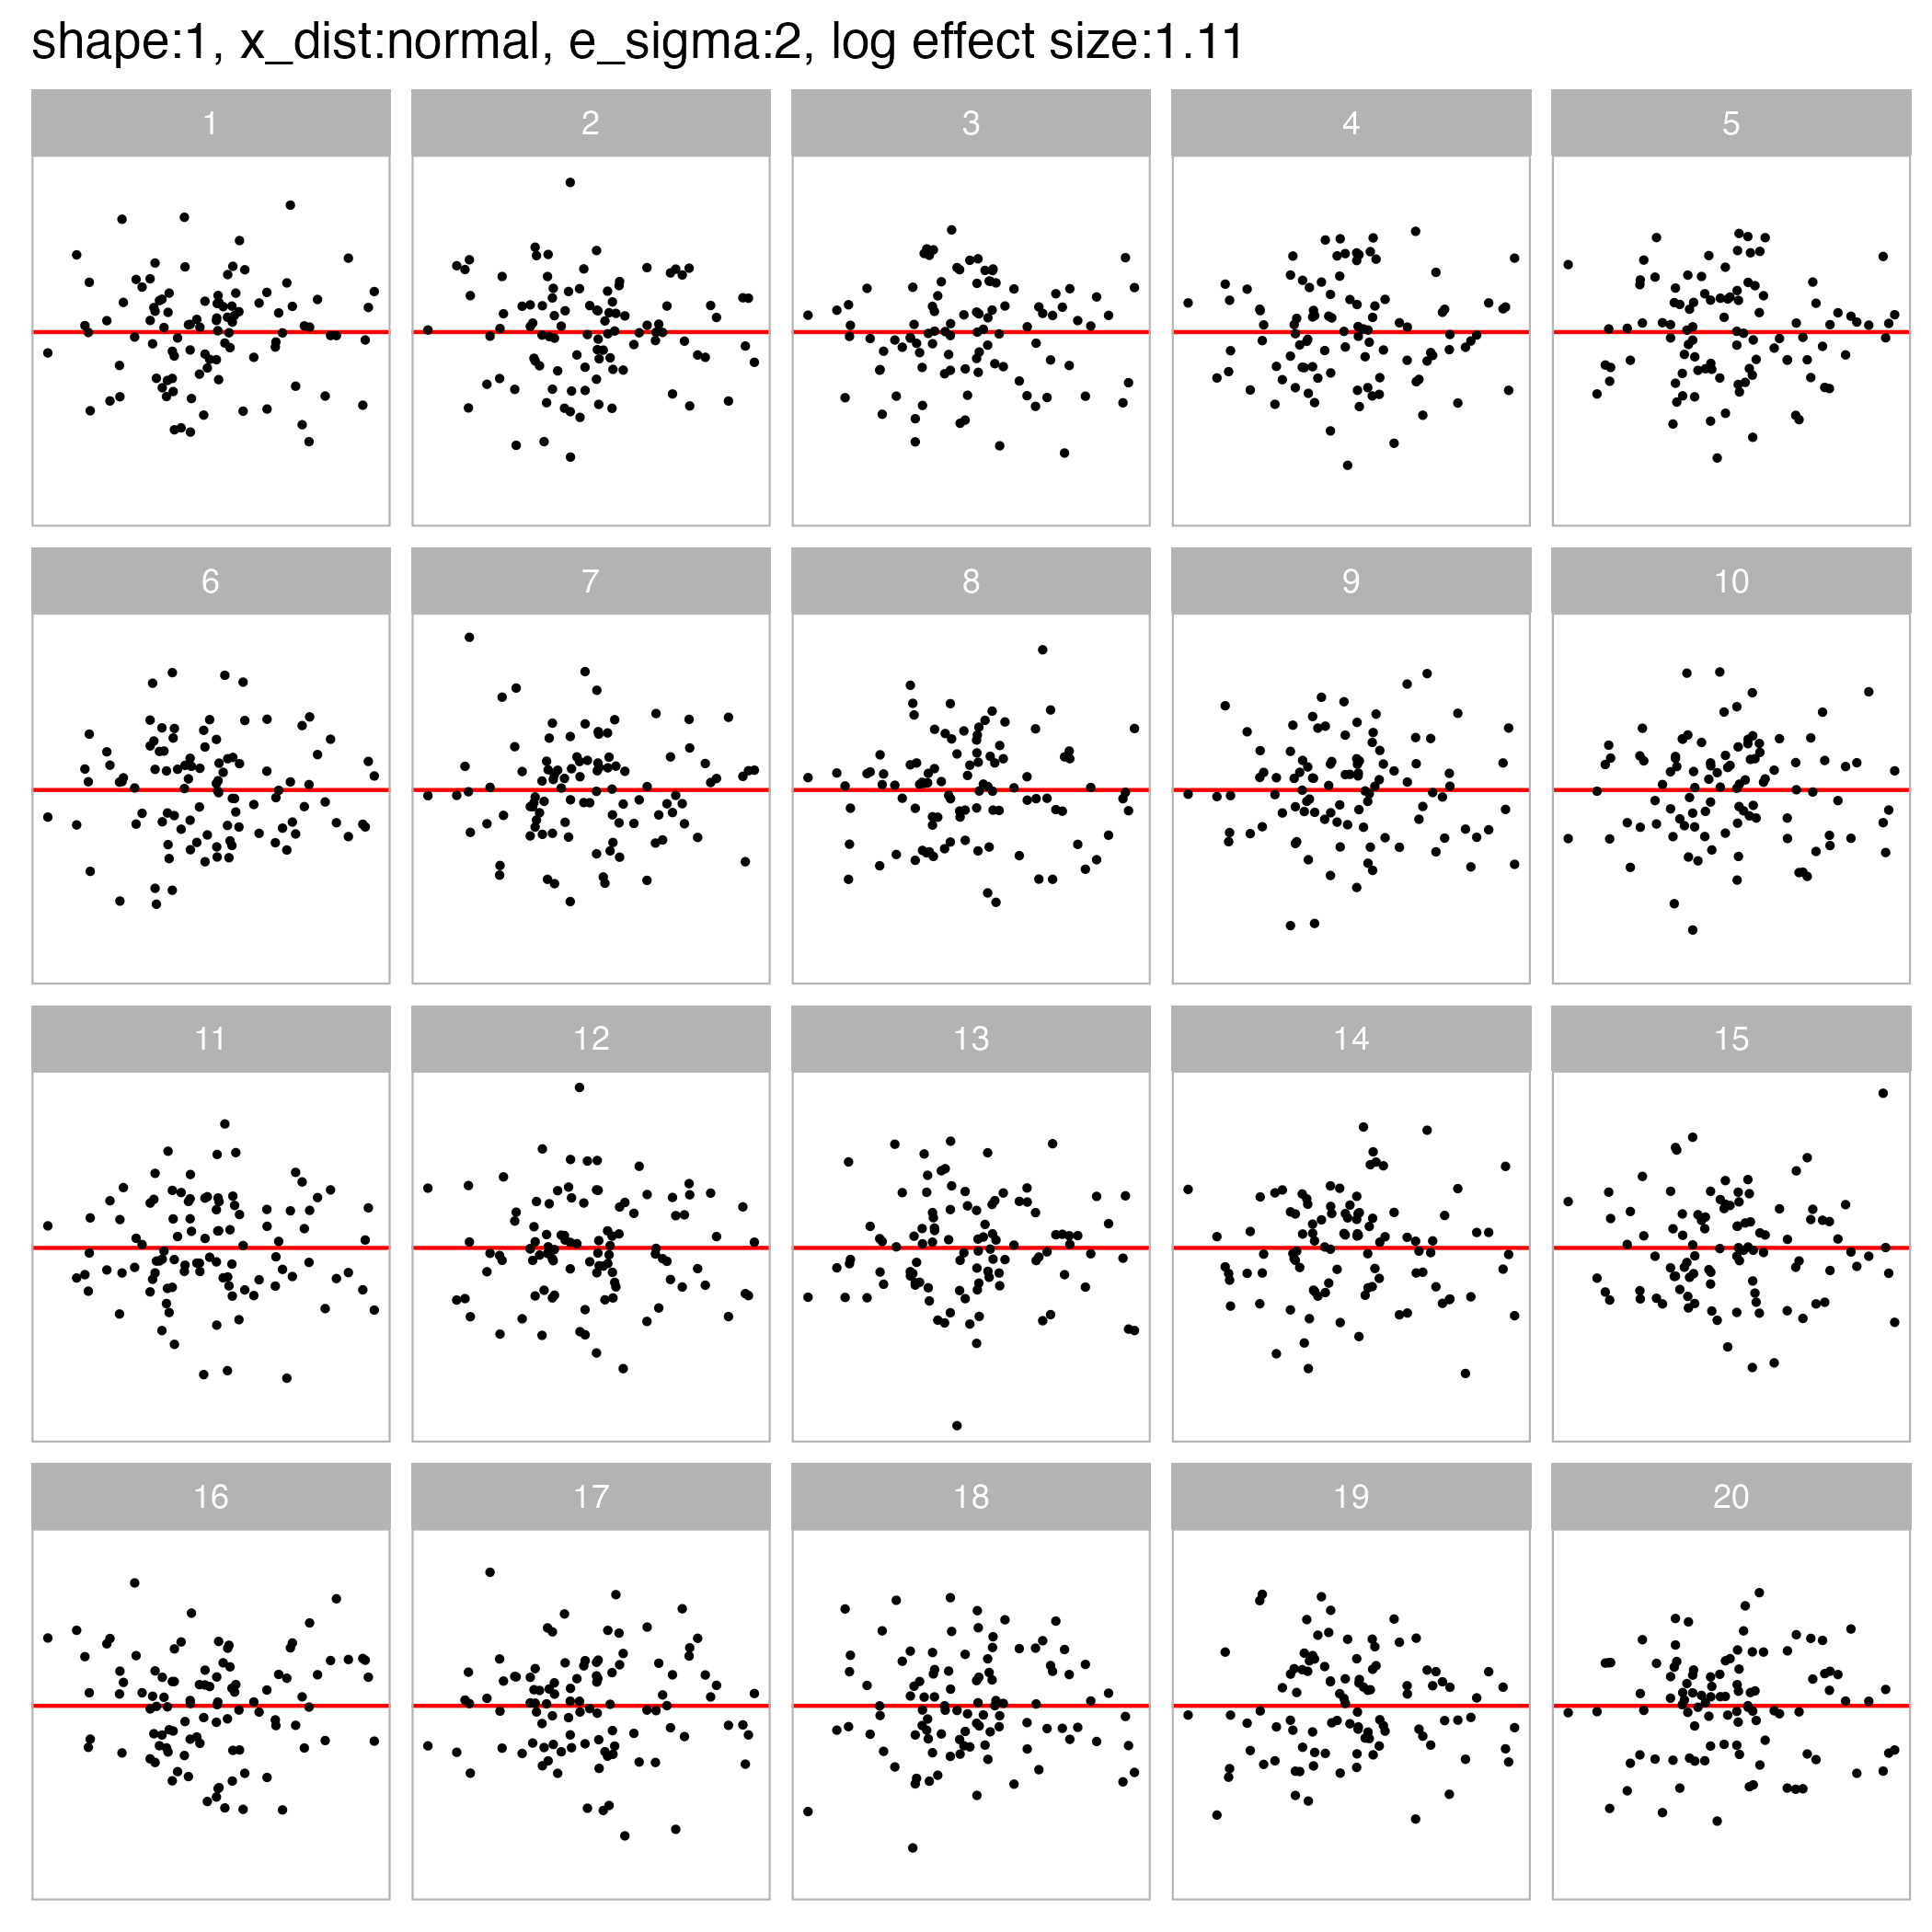 shape:1, x_dist:normal, e_sigma:2, log effect size:1.11
1 2 3 4 5
6 7 8 9 10
11 12 13 14 15
16 17 18 19 20